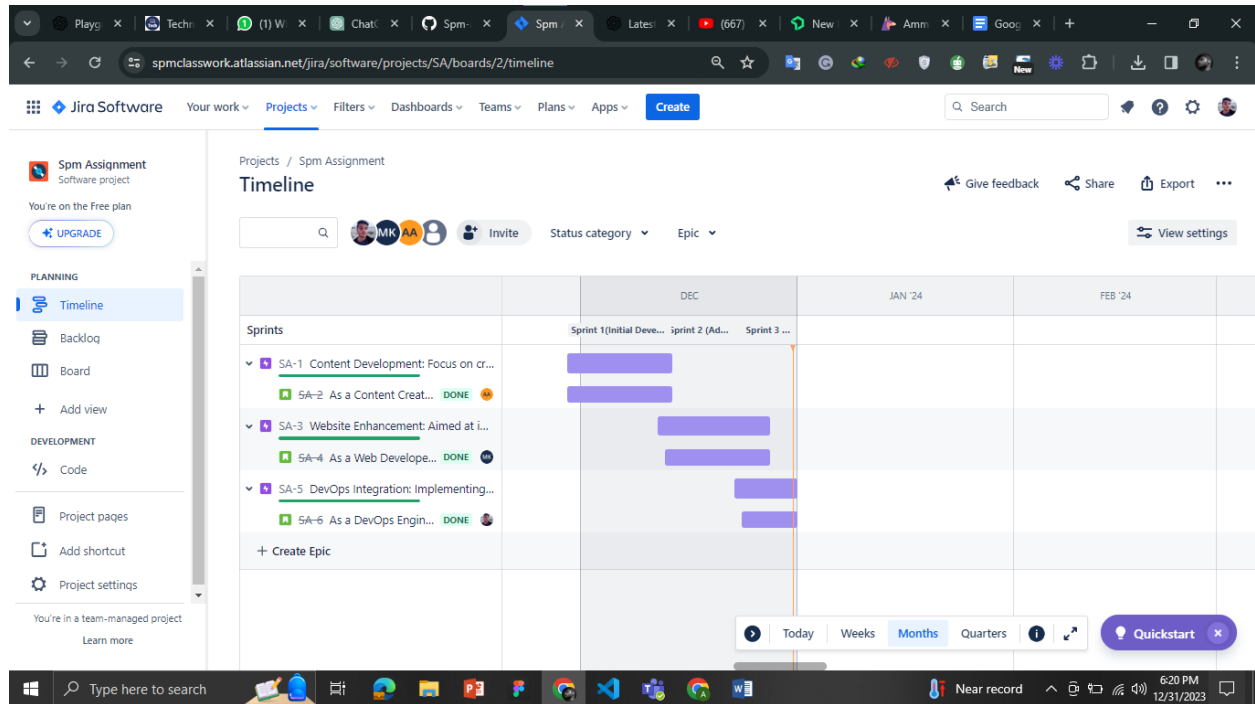 Playg
Techn
(1) W
ChatG
Spm-
Spm /
Latest
(667)
New
Amm
Goog
spmclasswork.atlassian.net/jira/software/projects/SA/boards/2/timeline
New
Jira Software Your work Projects Filters Dashboards Teams Plans Apps Create Search
Spm Assignment
Software project
You're on the Free plan
UPGRADE
PLANNING
Timeline
Backlog
Board
Add view
DEVELOPMENT
Code
Project pages
Add shortcut
Project settings
You're in a team-managed project
Learn more
Projects / Spm Assignment
Timeline
Give feedback Share Export
MK AA Invite Status category Epic View settings
DEC JAN '24 FEB '24
Sprints Sprint 1(Initial Deve... Sprint 2 (Ad... Sprint 3 ...
SA-1 Content Development: Focus on cr...
SA-2 As a Content Creat... DONE AA
SA-3 Website Enhancement: Aimed at i...
SA-4 As a Web Develope... DONE MK
SA-5 DevOps Integration: Implementing...
SA-6 As a DevOps Engin... DONE
+ Create Epic
Today Weeks Months Quarters
Quickstart
Type here to search
Near record
6:20 PM
12/31/2023